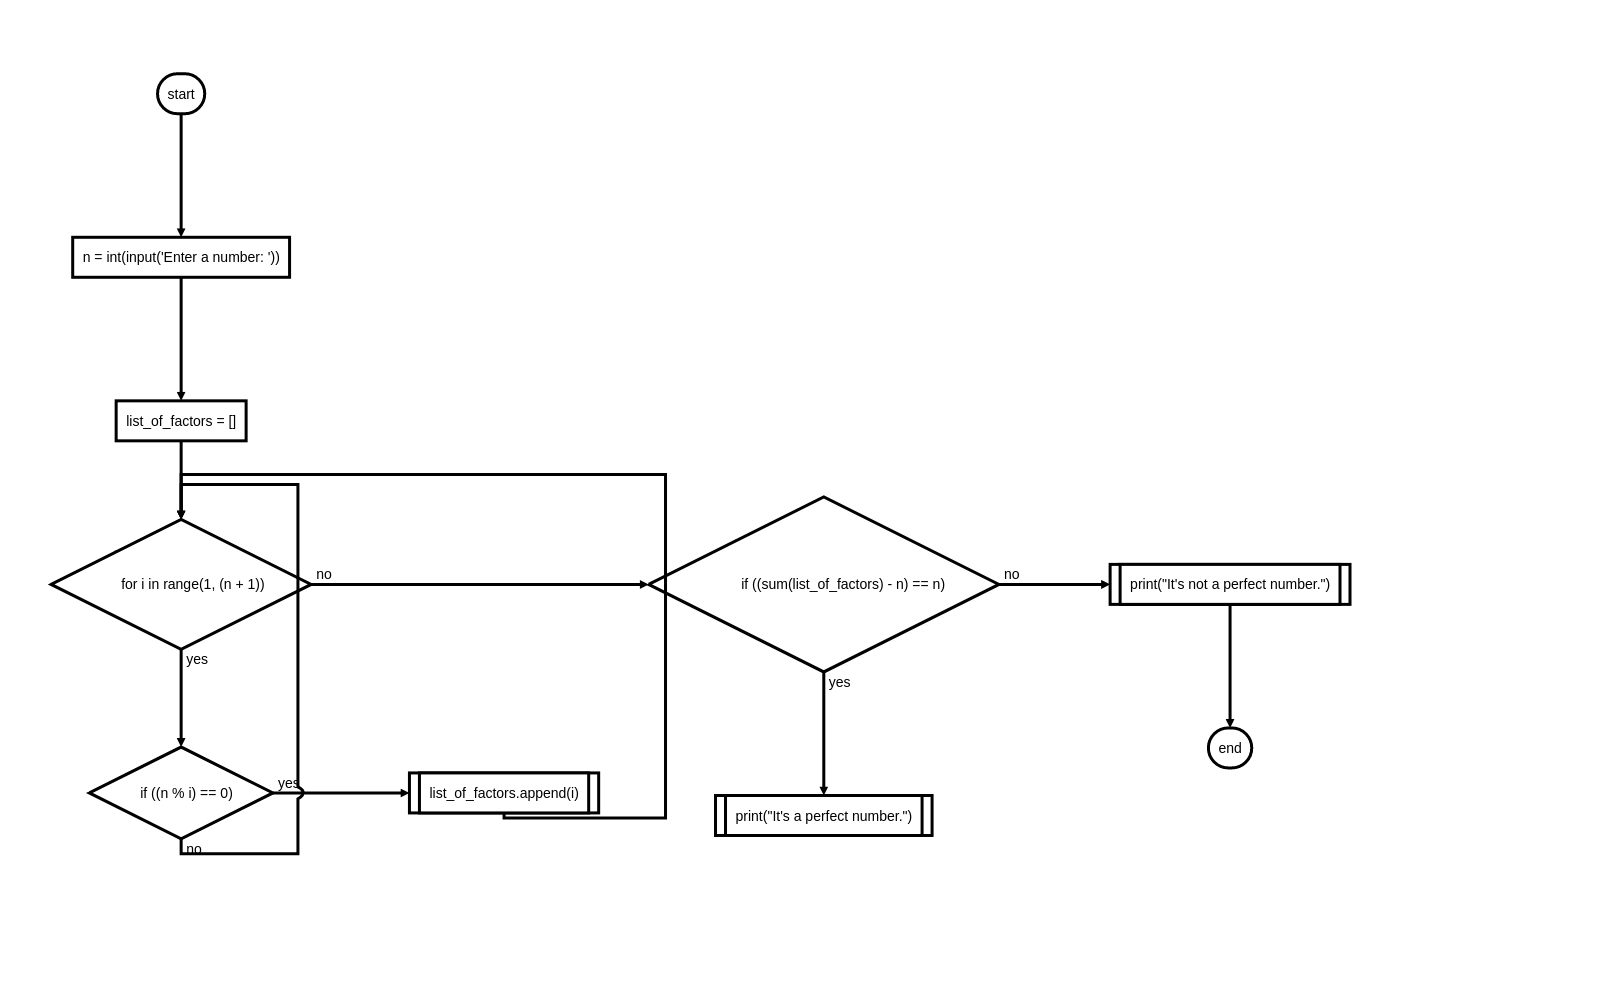 start
n = int(input('Enter a number: '))
list_of_factors = []
for i in range(1, (n + 1))
no
if ((sum(list_of_factors) - n) == n)
no
print("It's not a perfect number.")
yes
yes
end
if ((n % i) == 0)
yes
list_of_factors.append(i)
print("It's a perfect number.")
no